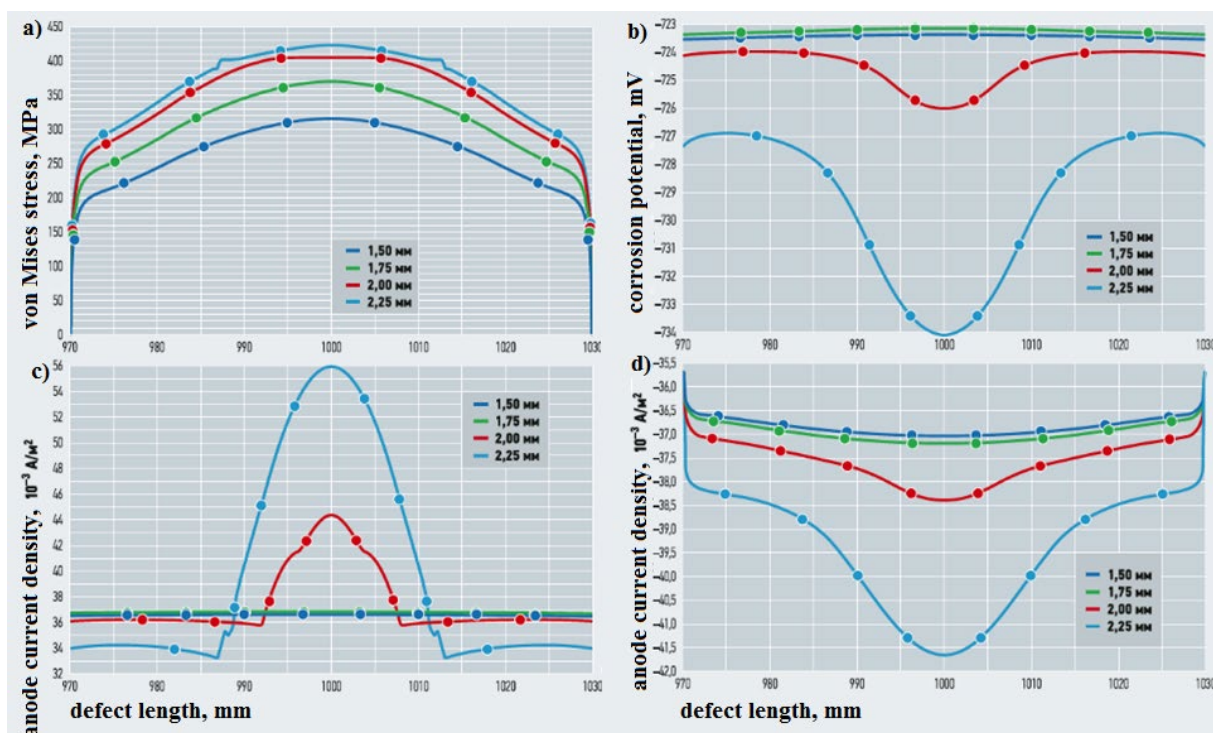 a)
von Mises stress, MPa
450
400
350
300
250
200
150
100
50
0
1,50 мм
1,75 мм
2,00 мм
2,25 мм
970 980 990 1000 1010 1020 1030
b)
corrosion potential, mV
–723
–724
–725
–726
–727
–728
–729
–730
–731
–732
–733
–734
1,50 мм
1,75 мм
2,00 мм
2,25 мм
970 980 990 1000 1010 1020 1030
c)
anode current density, 10⁻³ А/м²
56
54
52
50
48
46
44
42
40
38
36
34
32
1,50 мм
1,75 мм
2,00 мм
2,25 мм
970 980 990 1000 1010 1020 1030
defect length, mm
d)
anode current density, 10⁻³ А/м²
–35,5
–36,0
–36,5
–37,0
–37,5
–38,0
–38,5
–39,0
–39,5
–40,0
–40,5
–41,0
–41,5
–42,0
1,50 мм
1,75 мм
2,00 мм
2,25 мм
970 980 990 1000 1010 1020 1030
defect length, mm